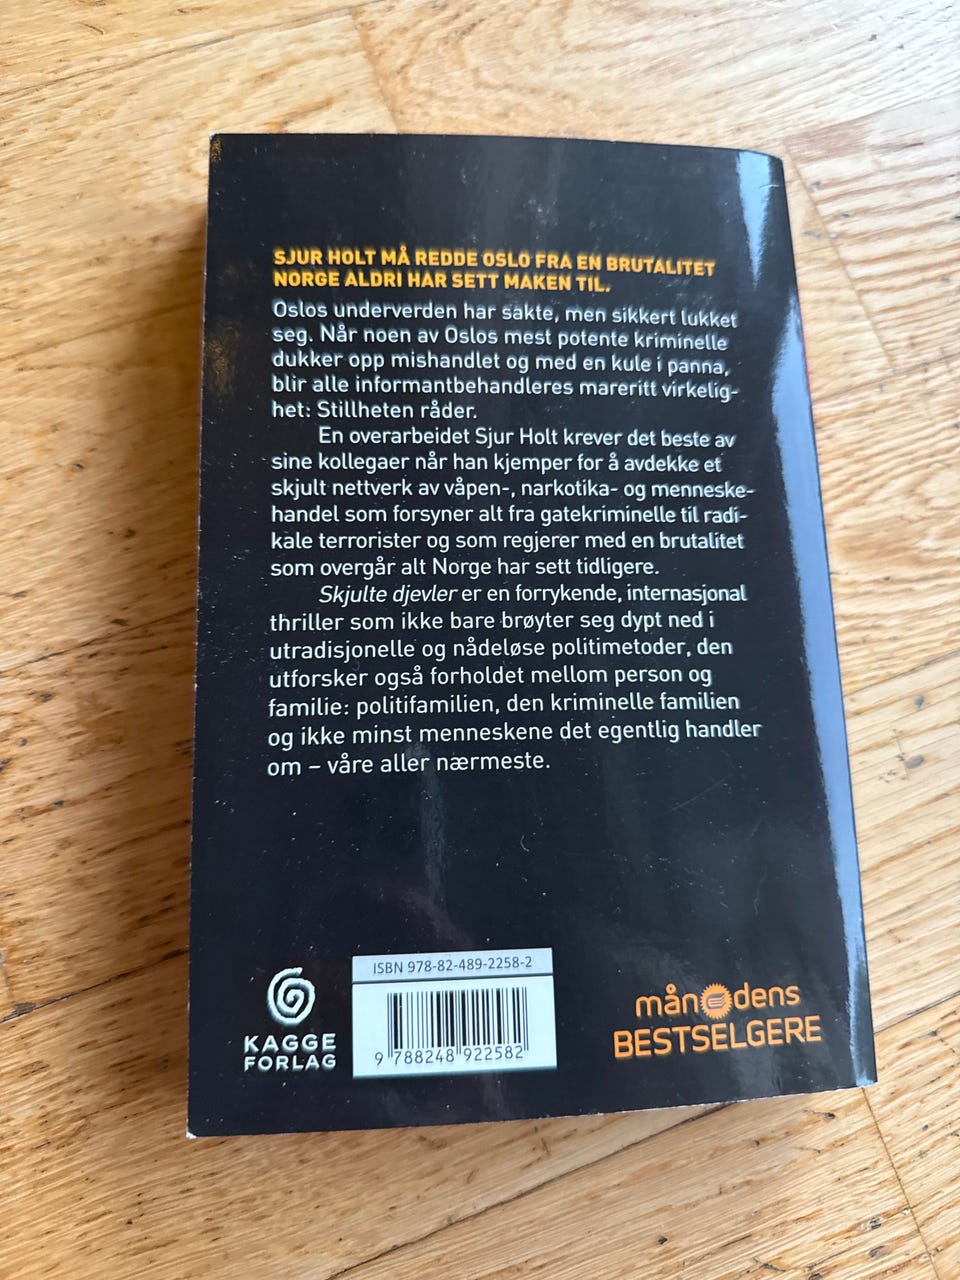 SJUR HOLT MÅ REDDE OSLO FRA EN BRUTALITET
NORGE ALDRI HAR SETT MAKEN TIL.
Oslos underverden har sakte, men sikkert lukket
seg. Når noen av Oslos mest potente kriminelle
dukker opp mishandlet og med en kule i panna,
blir alle informantbehandleres mareritt virkelig-
het: Stillheten råder.
En overarbeidet Sjur Holt krever det beste av
sine kollegaer når han kjemper for å avdekke et
skjult nettverk av våpen-, narkotika- og menneske-
handel som forsyner alt fra gatekriminelle til radi-
kale terrorister og som regjerer med en brutalitet
som overgår alt Norge har sett tidligere.
Skjulte djevler er en forrykende, internasjonal
thriller som ikke bare brøyter seg dypt ned i
utradisjonelle og nådeløse politimetoder, den
utforsker også forholdet mellom person og
familie: politifamilien, den kriminelle familien
og ikke minst menneskene det egentlig handler
om – våre aller nærmeste.
KAGGE
FORLAG
ISBN 978-82-489-2258-2
9 788248 922582
månedens
BESTSELGERE